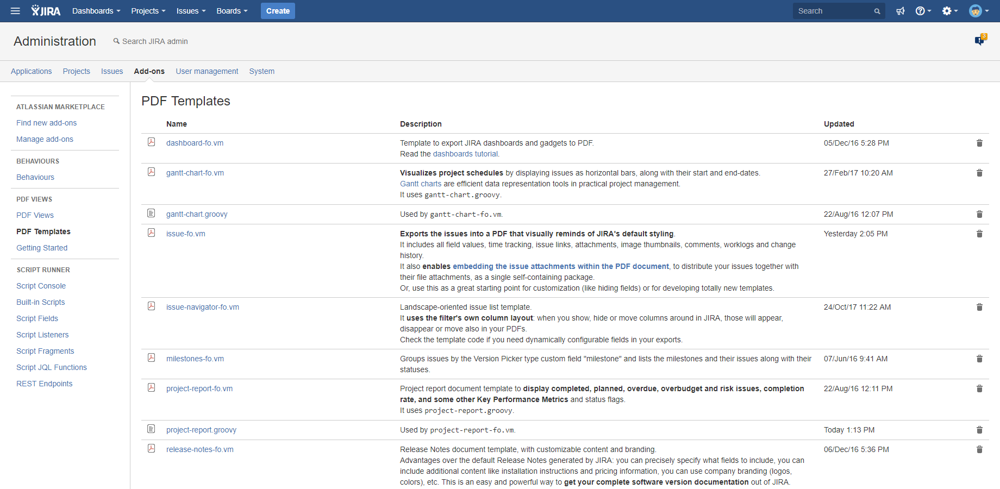 JIRA Dashboards Projects Issues Boards Create Search
Administration Search JIRA admin 3
Applications Projects Issues Add-ons User management System
ATLASSIAN MARKETPLACE
Find new add-ons
Manage add-ons
BEHAVIOURS
Behaviours
PDF VIEWS
PDF Views
PDF Templates
Getting Started
SCRIPT RUNNER
Script Console
Built-in Scripts
Script Fields
Script Listeners
Script Fragments
Script JQL Functions
REST Endpoints
PDF Templates
Name Description Updated
dashboard-fo.vm Template to export JIRA dashboards and gadgets to PDF. 05/Dec/16 5:28 PM
Read the dashboards tutorial.
gantt-chart-fo.vm Visualizes project schedules by displaying issues as horizontal bars, along with their start and end-dates. 27/Feb/17 10:20 AM
Gantt charts are efficient data representation tools in practical project management.
It uses gantt-chart.groovy.
gantt-chart.groovy Used by gantt-chart-fo.vm. 22/Aug/16 12:07 PM
issue-fo.vm Exports the issues into a PDF that visually reminds of JIRA's default styling. Yesterday 2:05 PM
It includes all field values, time tracking, issue links, attachments, image thumbnails, comments, worklogs and change
history.
It also enables embedding the issue attachments within the PDF document, to distribute your issues together with
their file attachments, as a single self-containing package.
Or, use this as a great starting point for customization (like hiding fields) or for developing totally new templates.
issue-navigator-fo.vm Landscape-oriented issue list template. 24/Oct/17 11:22 AM
It uses the filter's own column layout: when you show, hide or move columns around in JIRA, those will appear,
disappear or move also in your PDFs.
Check the template code if you need dynamically configurable fields in your exports.
milestones-fo.vm Groups issues by the Version Picker type custom field "milestone" and lists the milestones and their issues along with their 07/Jun/16 9:41 AM
statuses.
project-report-fo.vm Project report document template to display completed, planned, overdue, overbudget and risk issues, completion 22/Aug/16 12:11 PM
rate, and some other Key Performance Metrics and status flags.
It uses project-report.groovy.
project-report.groovy Used by project-report-fo.vm. Today 1:13 PM
release-notes-fo.vm Release Notes document template, with customizable content and branding. 06/Dec/16 5:36 PM
Advantages over the default Release Notes generated by JIRA: you can precisely specify what fields to include, you can
include additional content like installation instructions and pricing information, you can use company branding (logos,
colors), etc. This is an easy and powerful way to get your complete software version documentation out of JIRA.